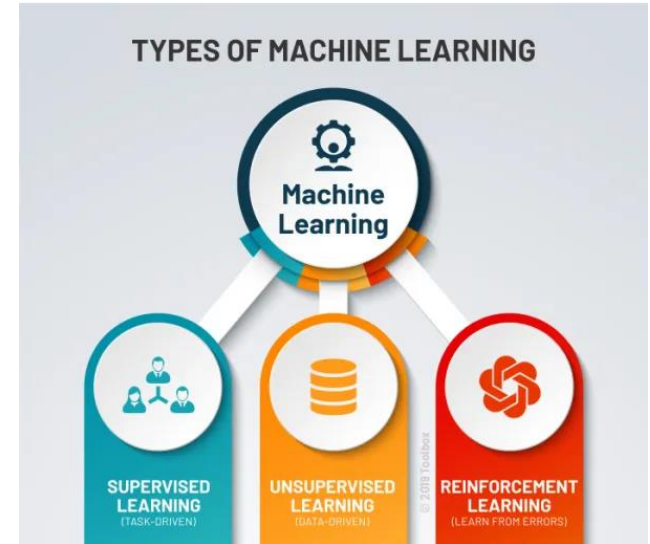 TYPES OF MACHINE LEARNING
Machine
Learning
SUPERVISED
LEARNING
(TASK-DRIVEN)
UNSUPERVISED
LEARNING
(DATA-DRIVEN)
© 2019 Toolbox
REINFORCEMENT
LEARNING
(LEARN FROM ERRORS)